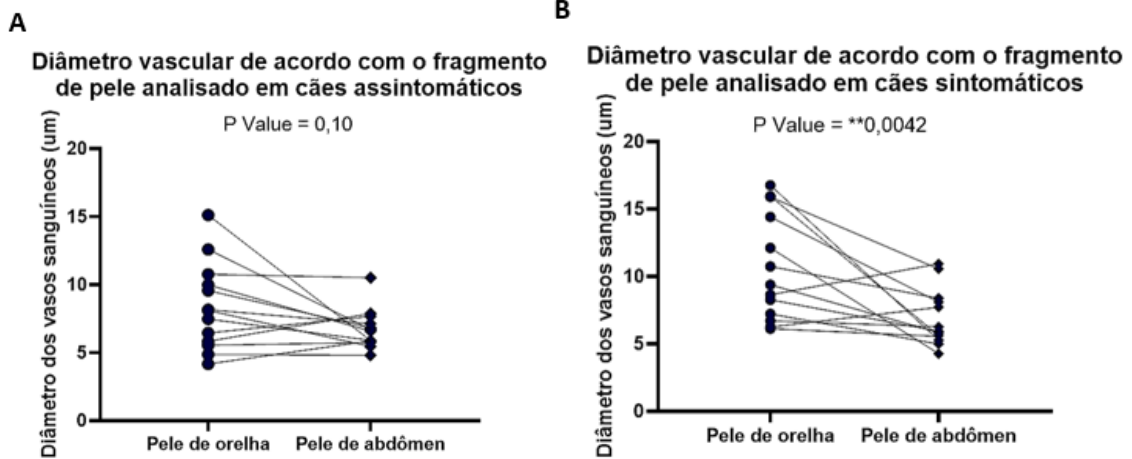 A
Diâmetro vascular de acordo com o fragmento
de pele analisado em cães assintomáticos
P Value = 0,10
Diâmetro dos vasos sanguíneos (um)
20
15
10
5
0
Pele de orelha
Pele de abdômen
B
Diâmetro vascular de acordo com o fragmento
de pele analisado em cães sintomáticos
P Value = **0,0042
Diâmetro dos vasos sanguíneos (um)
20
15
10
5
0
Pele de orelha
Pele de abdômen